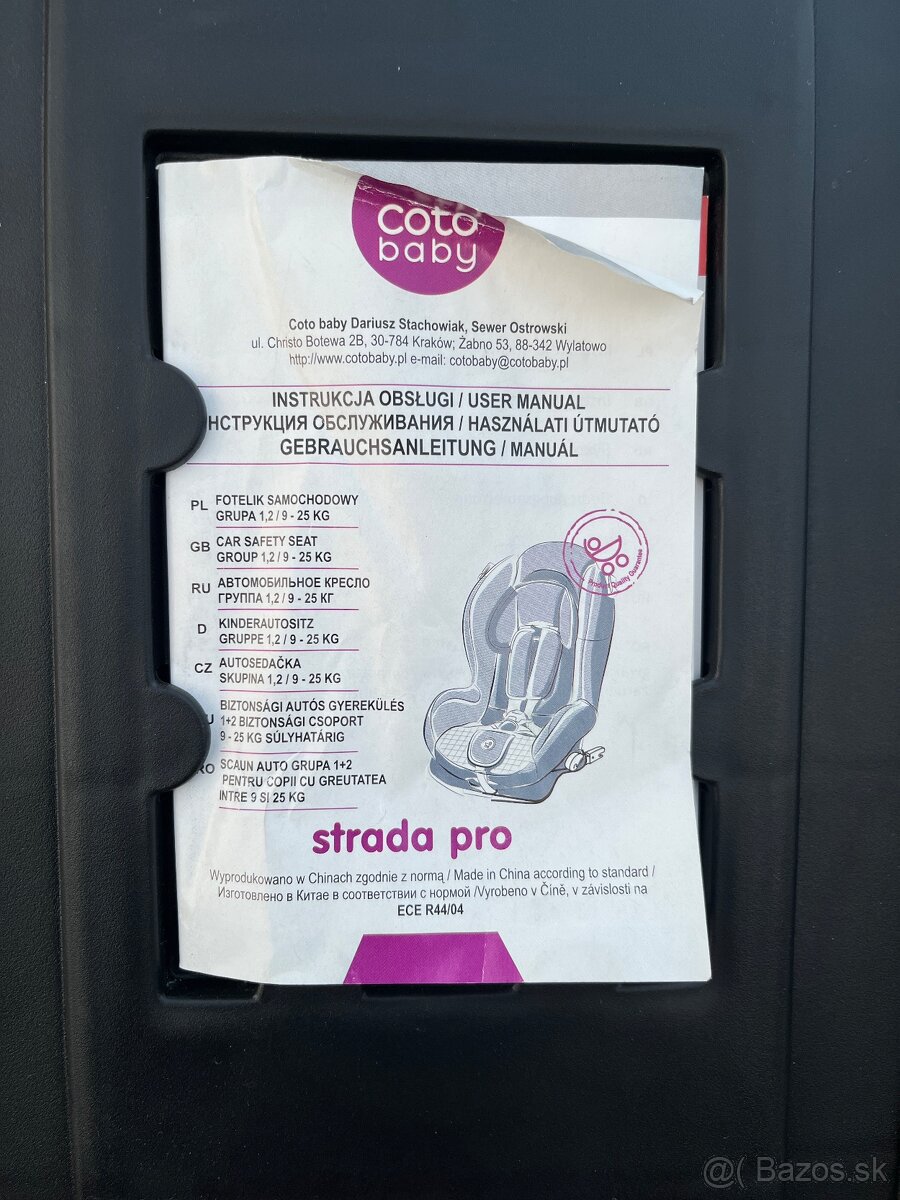 coto
baby
Coto baby Dariusz Stachowiak, Sewer Ostrowski
ul. Christo Botewa 2B, 30-784 Kraków; Żabno 53, 88-342 Wylatowo
http://www.cotobaby.pl e-mail: cotobaby@cotobaby.pl
INSTRUKCJA OBSŁUGI / USER MANUAL
НСТРУКЦИЯ ОБСЛУЖИВАНИЯ / HASZNÁLATI ÚTMUTATÓ
GEBRAUCHSANLEITUNG / MANUÁL
PL FOTELIK SAMOCHODOWY
GRUPA 1,2 / 9 - 25 KG
GB CAR SAFETY SEAT
GROUP 1,2 / 9 - 25 KG
RU АВТОМОБИЛЬНОЕ КРЕСЛО
ГРУППА 1,2 / 9 - 25 КГ
D KINDERAUTOSITZ
GRUPPE 1,2 / 9 - 25 KG
CZ AUTOSEDAČKA
SKUPINA 1,2 / 9 - 25 KG
U BIZTONSÁGI AUTÓS GYEREKÜLÉS
1+2 BIZTONSÁGI CSOPORT
9 - 25 KG SÚLYHATÁRIG
RO SCAUN AUTO GRUPA 1+2
PENTRU COPII CU GREUTATEA
INTRE 9 SI 25 KG
Product Quality Guarantee
strada pro
Wyprodukowano w Chinach zgodnie z normą / Made in China according to standard /
Изготовлено в Китае в соответствии с нормой /Vyrobeno v Číně, v závislosti na
ECE R44/04
@( Bazos.sk